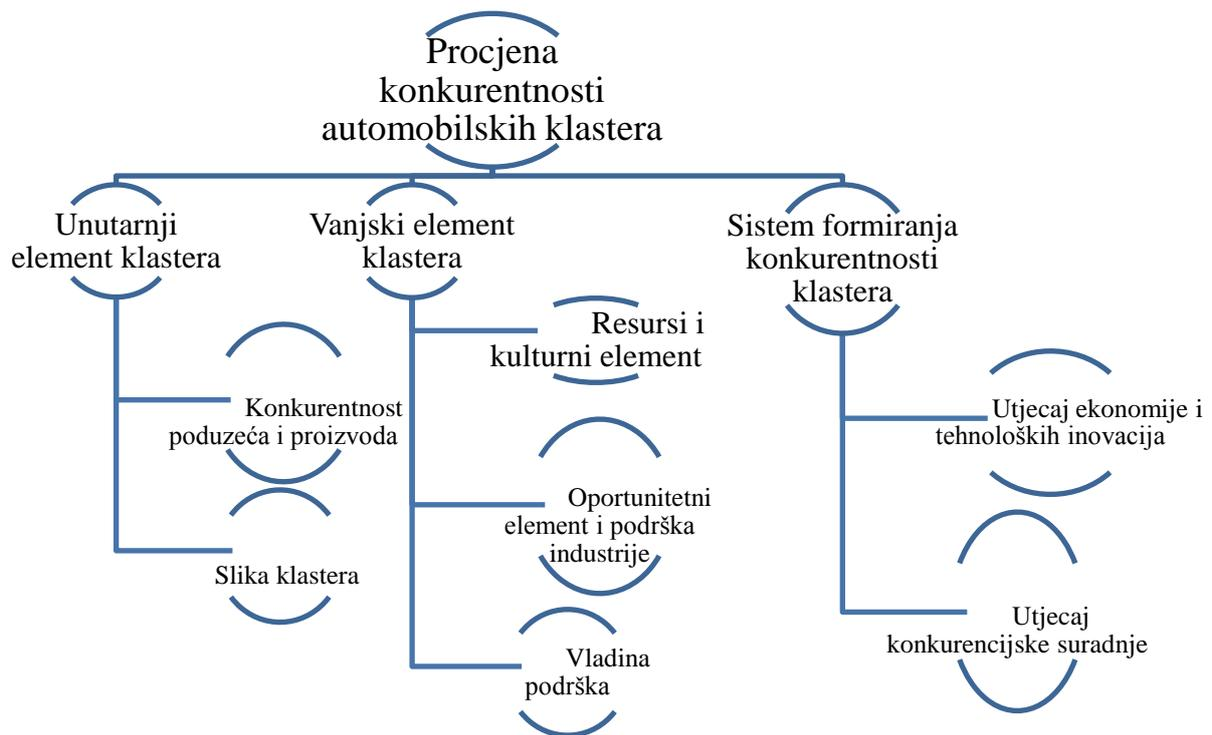 Procjena
konkurentnosti
automobilskih klastera
Unutarnji
element klastera
Konkurentnost
poduzeća i proizvoda
Slika klastera
Vanjski element
klastera
Resursi i
kulturni element
Oportunitetni
element i podrška
industrije
Vladina
podrška
Sistem formiranja
konkurentnosti
klastera
Utjecaj ekonomije i
tehnoloških inovacija
Utjecaj
konkurencijske suradnje